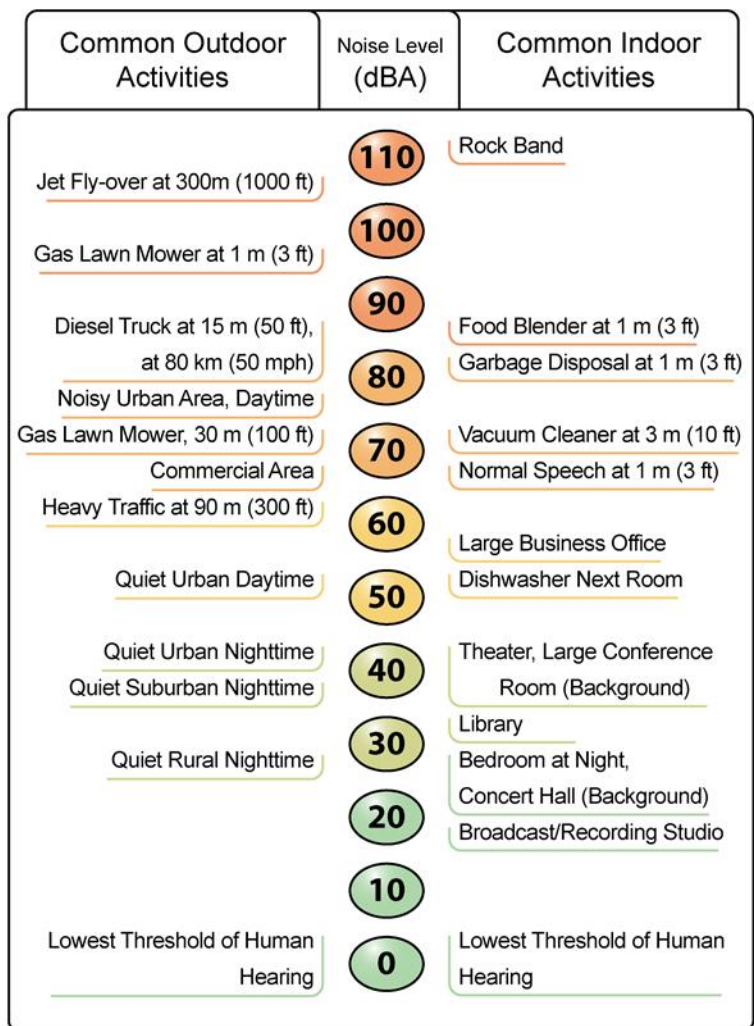 Common Outdoor
Activities
Noise Level
(dBA)
Common Indoor
Activities
110
Rock Band
Jet Fly-over at 300m (1000 ft)
100
Gas Lawn Mower at 1 m (3 ft)
90
Diesel Truck at 15 m (50 ft),
at 80 km (50 mph)
Food Blender at 1 m (3 ft)
80
Garbage Disposal at 1 m (3 ft)
Noisy Urban Area, Daytime
Gas Lawn Mower, 30 m (100 ft)
70
Vacuum Cleaner at 3 m (10 ft)
Commercial Area
Normal Speech at 1 m (3 ft)
Heavy Traffic at 90 m (300 ft)
60
Large Business Office
Quiet Urban Daytime
50
Dishwasher Next Room
Quiet Urban Nighttime
40
Theater, Large Conference
Room (Background)
Quiet Suburban Nighttime
Library
30
Quiet Rural Nighttime
Bedroom at Night,
Concert Hall (Background)
20
Broadcast/Recording Studio
10
Lowest Threshold of Human
Hearing
0
Lowest Threshold of Human
Hearing